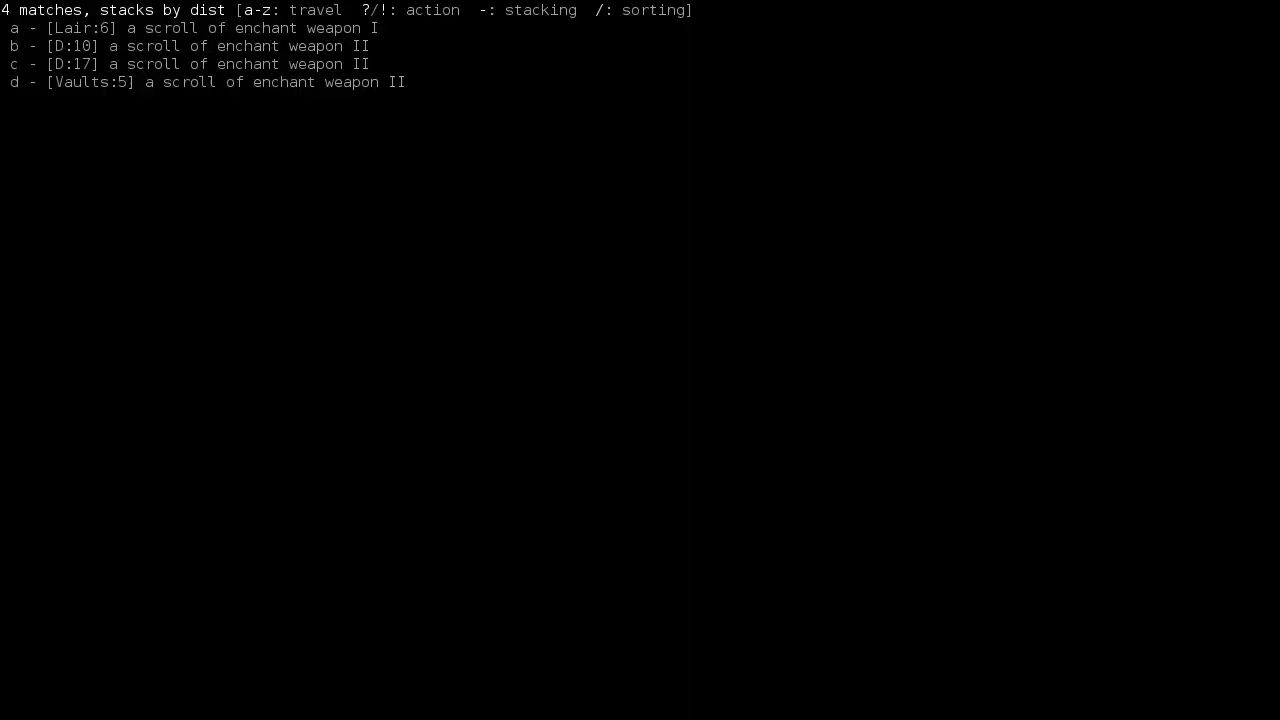 4 matches, stacks by dist [a-z: travel  ?/!: action  -: stacking  /: sorting]
a - [Lair:6] a scroll of enchant weapon I
b - [D:10] a scroll of enchant weapon II
c - [D:17] a scroll of enchant weapon II
d - [Vaults:5] a scroll of enchant weapon II